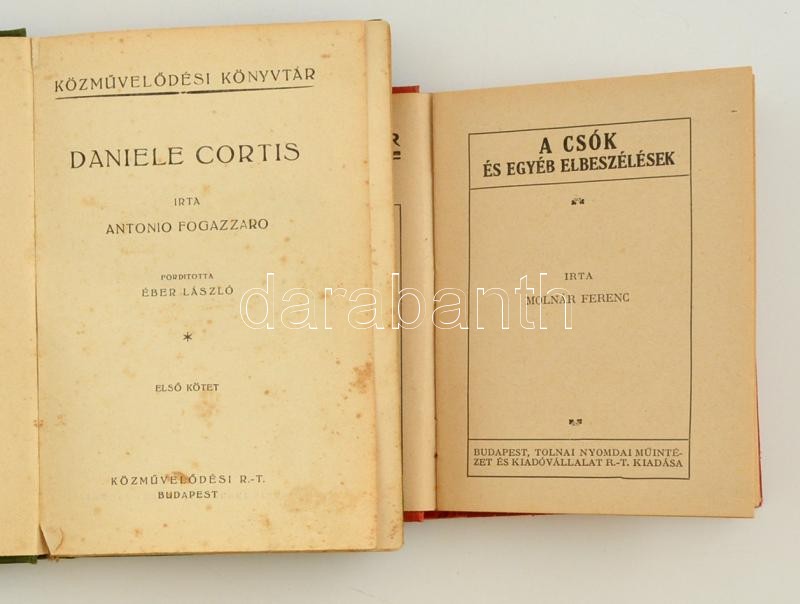 KÖZMŰVELŐDÉSI KÖNYVTÁR
DANIELE CORTIS
IRTA
ANTONIO FOGAZZARO
FORDITOTTA
ÉBER LÁSZLÓ
ELSŐ KÖTET
KÖZMŰVELŐDÉSI R.-T.
BUDAPEST
R
A CSÓK
ÉS EGYÉB ELBESZÉLÉSEK
IRTA
MOLNÁR FERENC
BUDAPEST, TOLNAI NYOMDAI MŰINTÉ-
ZET ÉS KIADÓVÁLLALAT R.-T. KIADÁSA
darabanth